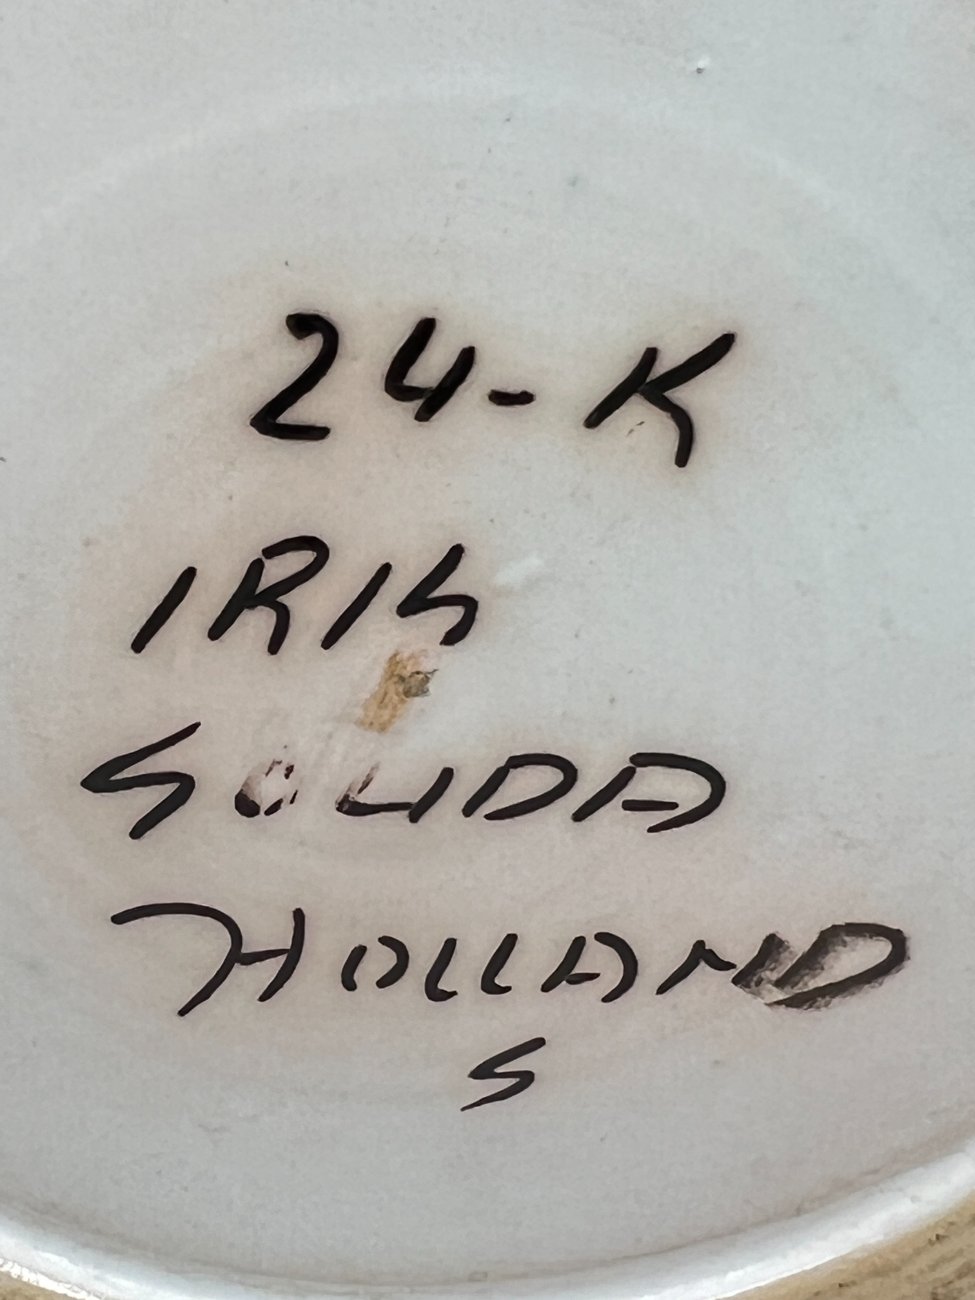 24-K
IRIS
GOUDA
HOLLAND
S